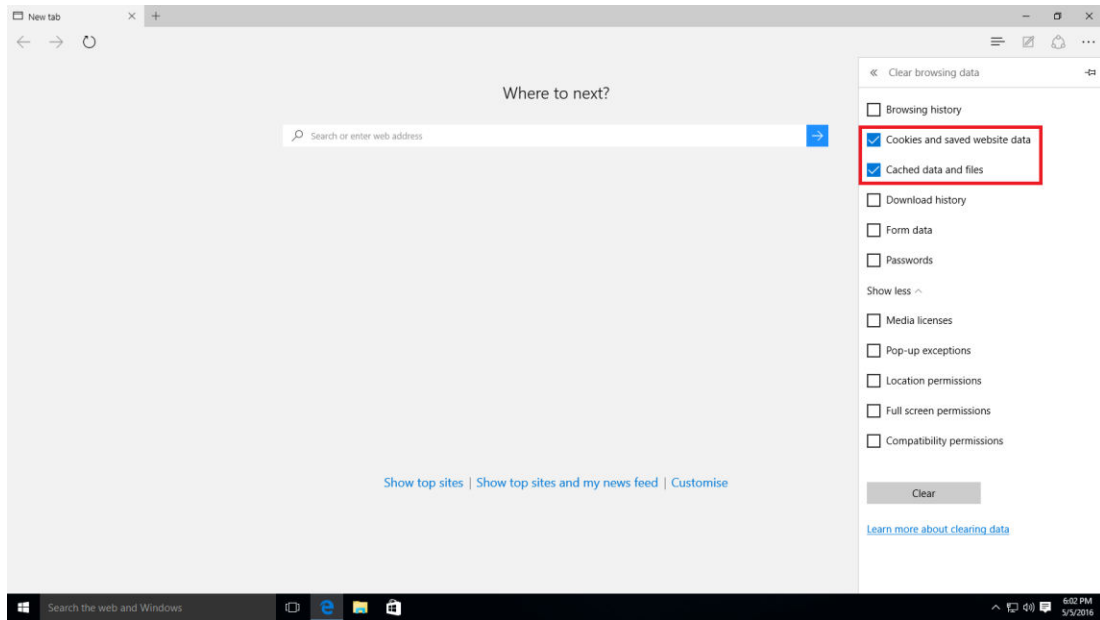 New tab
Where to next?
Search or enter web address
Show top sites | Show top sites and my news feed | Customise
Clear browsing data
Browsing history
Cookies and saved website data
Cached data and files
Download history
Form data
Passwords
Show less
Media licenses
Pop-up exceptions
Location permissions
Full screen permissions
Compatibility permissions
Clear
Learn more about clearing data
Search the web and Windows
6:02 PM
5/5/2016